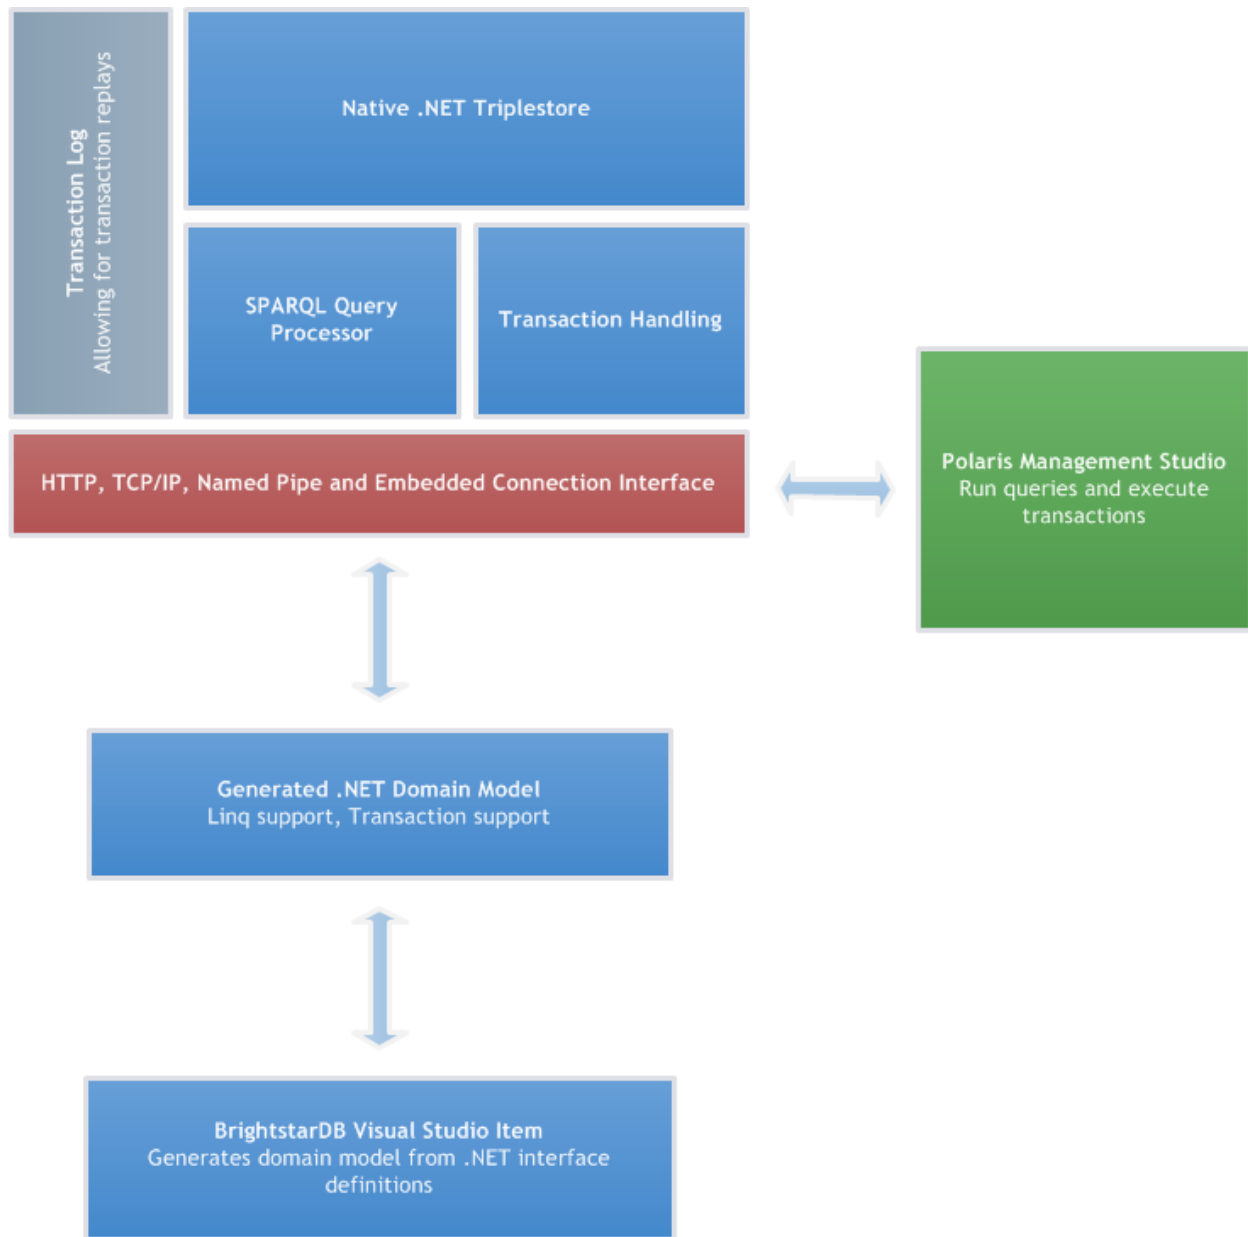 Transaction Log
Allowing for transaction replays
Native .NET Triplestore
SPARQL Query
Processor
Transaction Handling
HTTP, TCP/IP, Named Pipe and Embedded Connection Interface
Polaris Management Studio
Run queries and execute
transactions
Generated .NET Domain Model
Linq support, Transaction support
BrightstarDB Visual Studio Item
Generates domain model from .NET interface
definitions